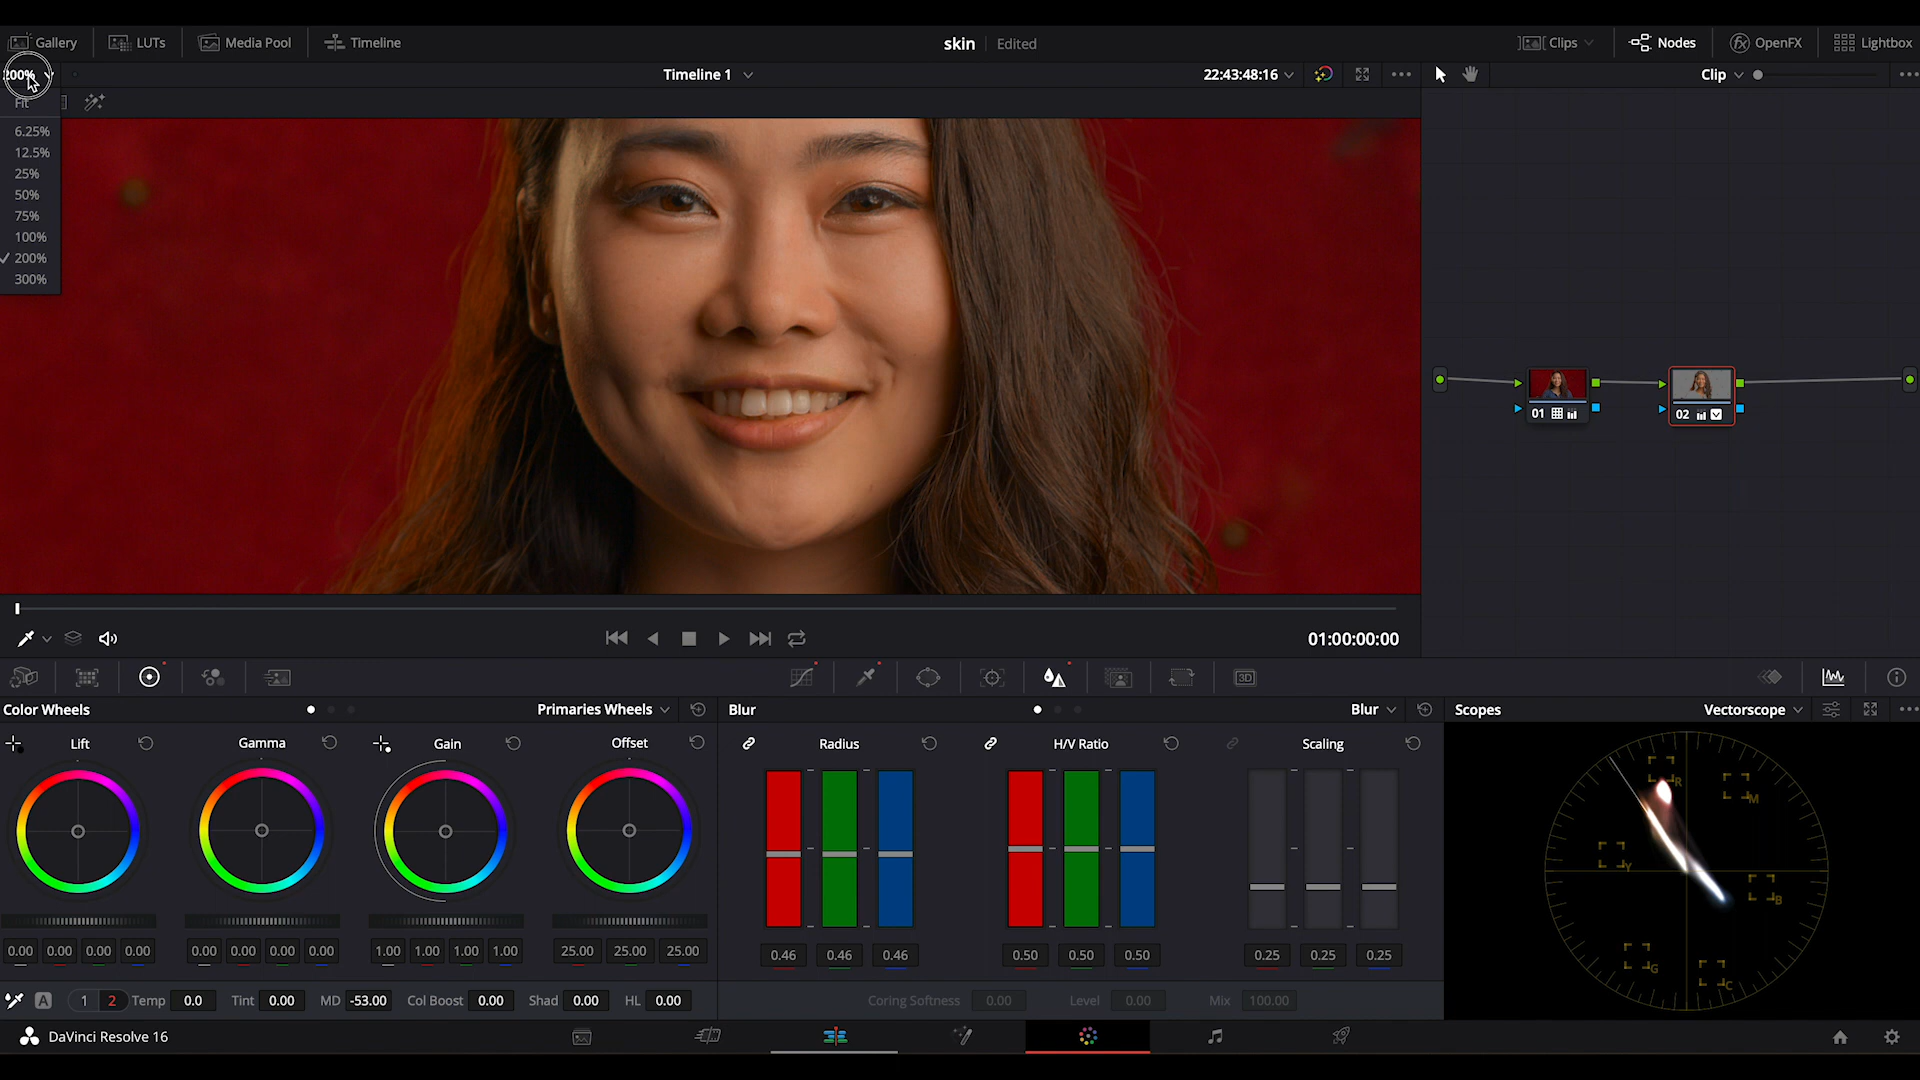 Gallery LUTs Media Pool Timeline skin Edited Clips Nodes OpenFX Lightbox
200% Timeline 1 22:43:48:16 Clip
Fit
6.25%
12.5%
25%
50%
75%
100%
200%
300%
01 02
01:00:00:00
3D
Color Wheels Primaries Wheels Blur Blur Scopes Vectorscope
Lift Gamma Gain Offset Radius H/V Ratio Scaling
R
M
Y
B
G
C
0.00 0.00 0.00 0.00 0.00 0.00 0.00 0.00 1.00 1.00 1.00 1.00 25.00 25.00 25.00 0.46 0.46 0.46 0.50 0.50 0.50 0.25 0.25 0.25
A 1 2 Temp 0.0 Tint 0.00 MD -53.00 Col Boost 0.00 Shad 0.00 HL 0.00 Coring Softness 0.00 Level 0.00 Mix 100.00
DaVinci Resolve 16